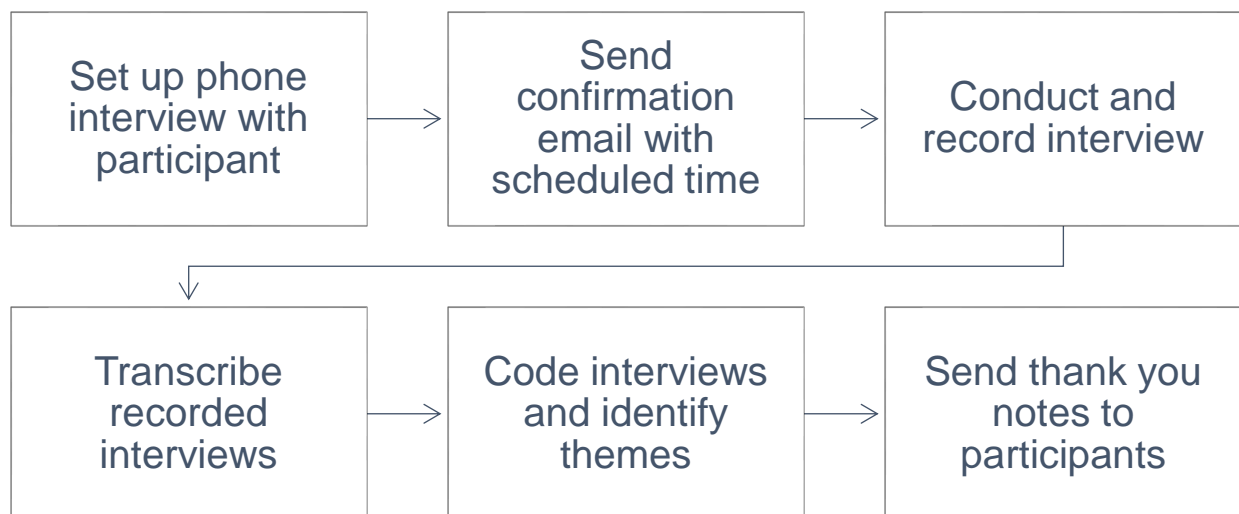 Set up phone
interview with
participant
Send
confirmation
email with
scheduled time
Conduct and
record interview
Transcribe
recorded
interviews
Code interviews
and identify
themes
Send thank you
notes to
participants